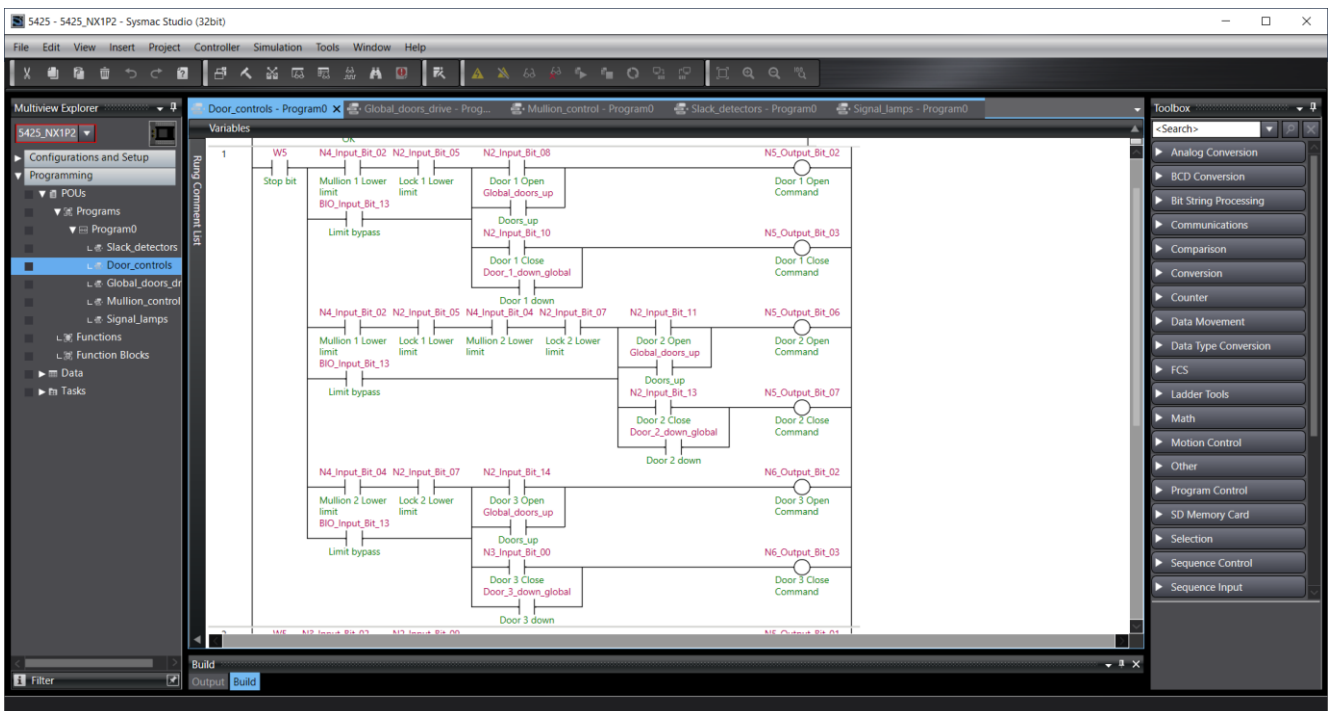 5425 - 5425_NX1P2 - Sysmac Studio (32bit)
File Edit View Insert Project Controller Simulation Tools Window Help
Multiview Explorer
5425_NX1P2
Configurations and Setup
Programming
POUs
Programs
Program0
Slack_detectors
Door_controls
Global_doors_dr
Mullion_control
Signal_lamps
Functions
Function Blocks
Data
Tasks
Filter
Door_controls - Program0 Global_doors_drive - Prog... Mullion_control - Program0 Slack_detectors - Program0 Signal_lamps - Program0
Variables
Rung Comment List
OK
1 W5 N4_Input_Bit_02 N2_Input_Bit_05 N2_Input_Bit_08 N5_Output_Bit_02
Stop bit Mullion 1 Lower Lock 1 Lower Door 1 Open Door 1 Open
limit limit Global_doors_up Command
BIO_Input_Bit_13
Doors_up
Limit bypass N2_Input_Bit_10 N5_Output_Bit_03
Door 1 Close Door 1 Close
Door_1_down_global Command
Door 1 down
N4_Input_Bit_02 N2_Input_Bit_05 N4_Input_Bit_04 N2_Input_Bit_07 N2_Input_Bit_11 N5_Output_Bit_06
Mullion 1 Lower Lock 1 Lower Mullion 2 Lower Lock 2 Lower Door 2 Open Door 2 Open
limit limit limit limit Global_doors_up Command
BIO_Input_Bit_13
Doors_up
Limit bypass N2_Input_Bit_13 N5_Output_Bit_07
Door 2 Close Door 2 Close
Door_2_down_global Command
Door 2 down
N4_Input_Bit_04 N2_Input_Bit_07 N2_Input_Bit_14 N6_Output_Bit_02
Mullion 2 Lower Lock 2 Lower Door 3 Open Door 3 Open
limit limit Global_doors_up Command
BIO_Input_Bit_13
Doors_up
Limit bypass N3_Input_Bit_00 N6_Output_Bit_03
Door 3 Close Door 3 Close
Door_3_down_global Command
Door 3 down
Build
Output Build
Toolbox
<Search>
Analog Conversion
BCD Conversion
Bit String Processing
Communications
Comparison
Conversion
Counter
Data Movement
Data Type Conversion
FCS
Ladder Tools
Math
Motion Control
Other
Program Control
SD Memory Card
Selection
Sequence Control
Sequence Input